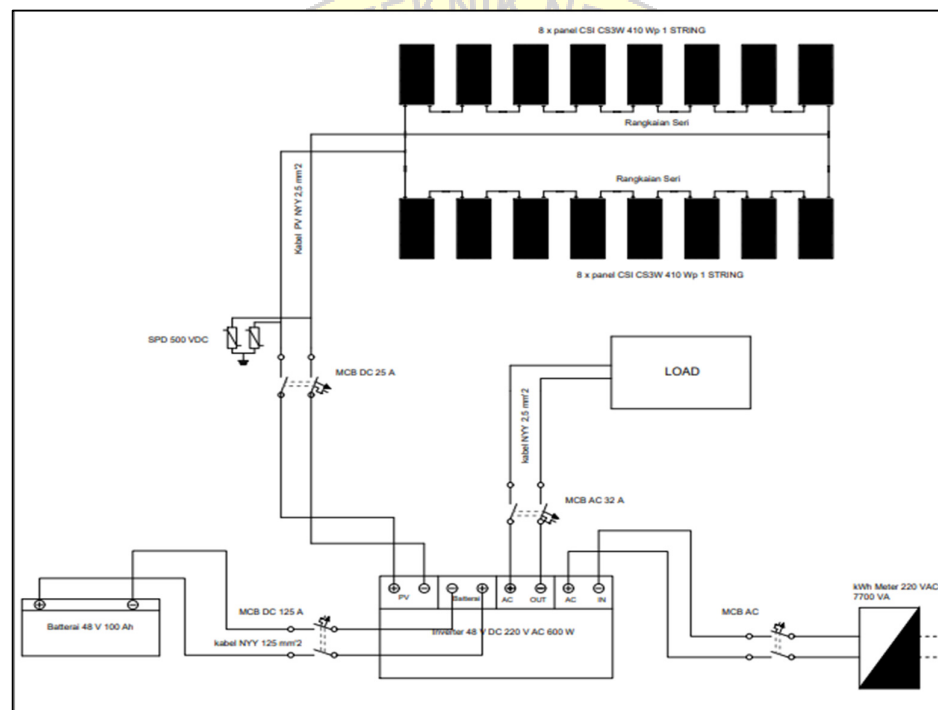 TEKNIK N
8 x panel CSI CS3W 410 Wp 1 STRING
Rangkaian Seri
Rangkaian Seri
8 x panel CSI CS3W 410 Wp 1 STRING
Kabel PV NYY 2,5 mm'2
SPD 500 VDC
MCB DC 25 A
LOAD
kabel NYY 2,5 mm'2
MCB AC 32 A
PV
Batterai
AC OUT
AC IN
Inverter 48 V DC 220 V AC 600 W
Batterai 48 V 100 Ah
MCB DC 125 A
kabel NYY 125 mm'2
MCB AC
kWh Meter 220 VAC
7700 VA